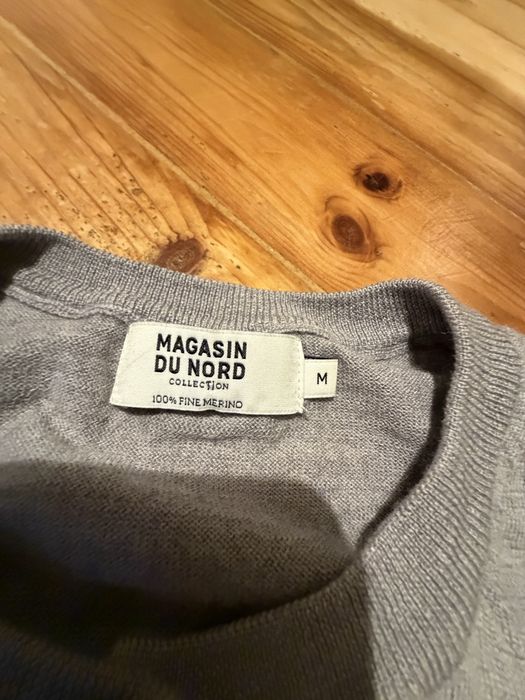 MAGASIN
DU NORD
COLLECTION
100% FINE MERINO
M